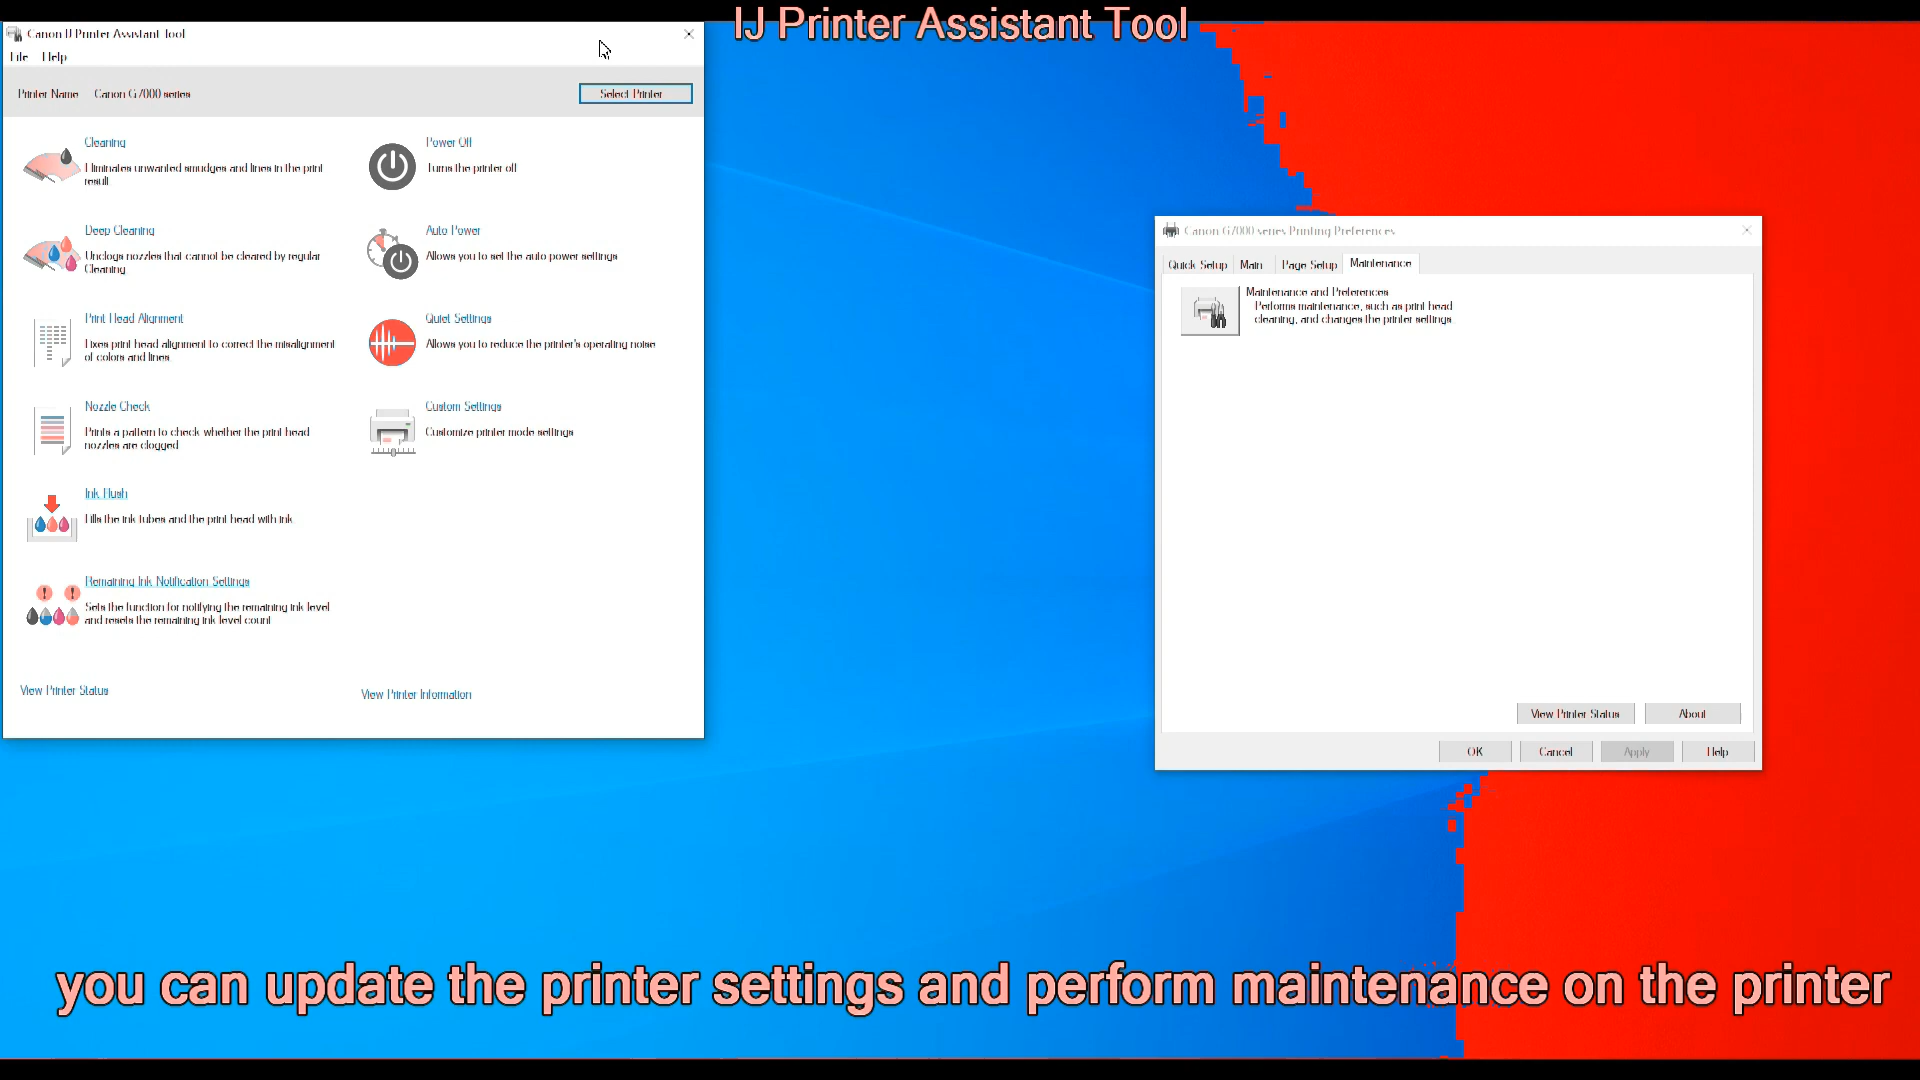 IJ Printer Assistant Tool
Canon IJ Printer Assistant Tool
File Help
Printer Name Canon G7000 series Select Printer
Cleaning
Eliminates unwanted smudges and lines in the print
result
Deep Cleaning
Unclogs nozzles that cannot be cleared by regular
Cleaning
Print Head Alignment
Fixes print head alignment to correct the misalignment
of colors and lines
Nozzle Check
Prints a pattern to check whether the print head
nozzles are clogged
Ink Flush
Fills the ink tubes and the print head with ink
Remaining Ink Notification Settings
Sets the function for notifying the remaining ink level
and resets the remaining ink level count
View Printer Status
Power Off
Turns the printer off
Auto Power
Allows you to set the auto power settings
Quiet Settings
Allows you to reduce the printer's operating noise
Custom Settings
Customize printer mode settings
View Printer Information
Canon G7000 series Printing Preferences
Quick Setup Main Page Setup Maintenance
Maintenance and Preferences
Performs maintenance, such as print head
cleaning, and changes the printer settings
View Printer Status About
OK Cancel Apply Help
you can update the printer settings and perform maintenance on the printer